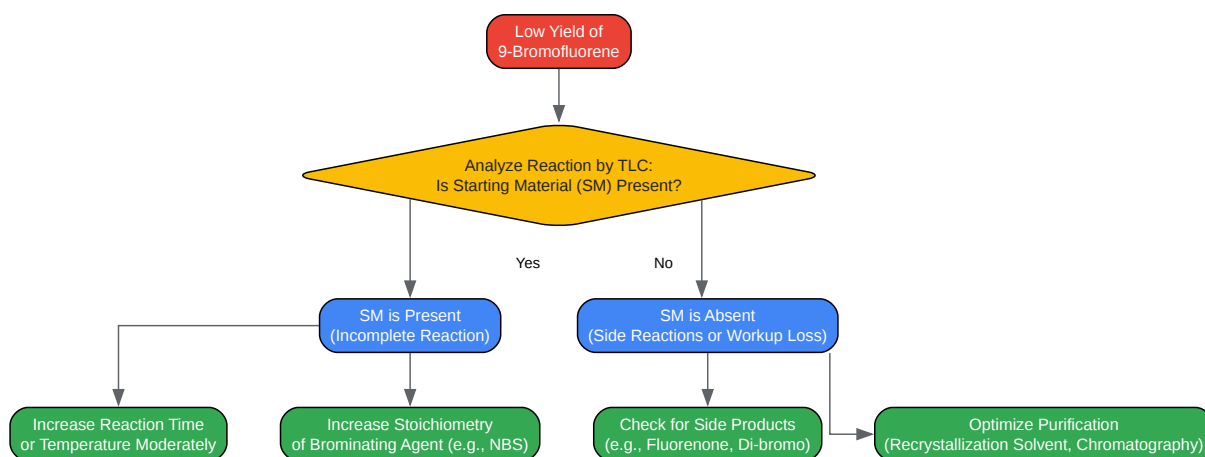 Low Yield of
9-Bromofluorene
Analyze Reaction by TLC:
Is Starting Material (SM) Present?
Yes
No
SM is Present
(Incomplete Reaction)
SM is Absent
(Side Reactions or Workup Loss)
Increase Reaction Time
or Temperature Moderately
Increase Stoichiometry
of Brominating Agent (e.g., NBS)
Check for Side Products
(e.g., Fluorenone, Di-bromo)
Optimize Purification
(Recrystallization Solvent, Chromatography)